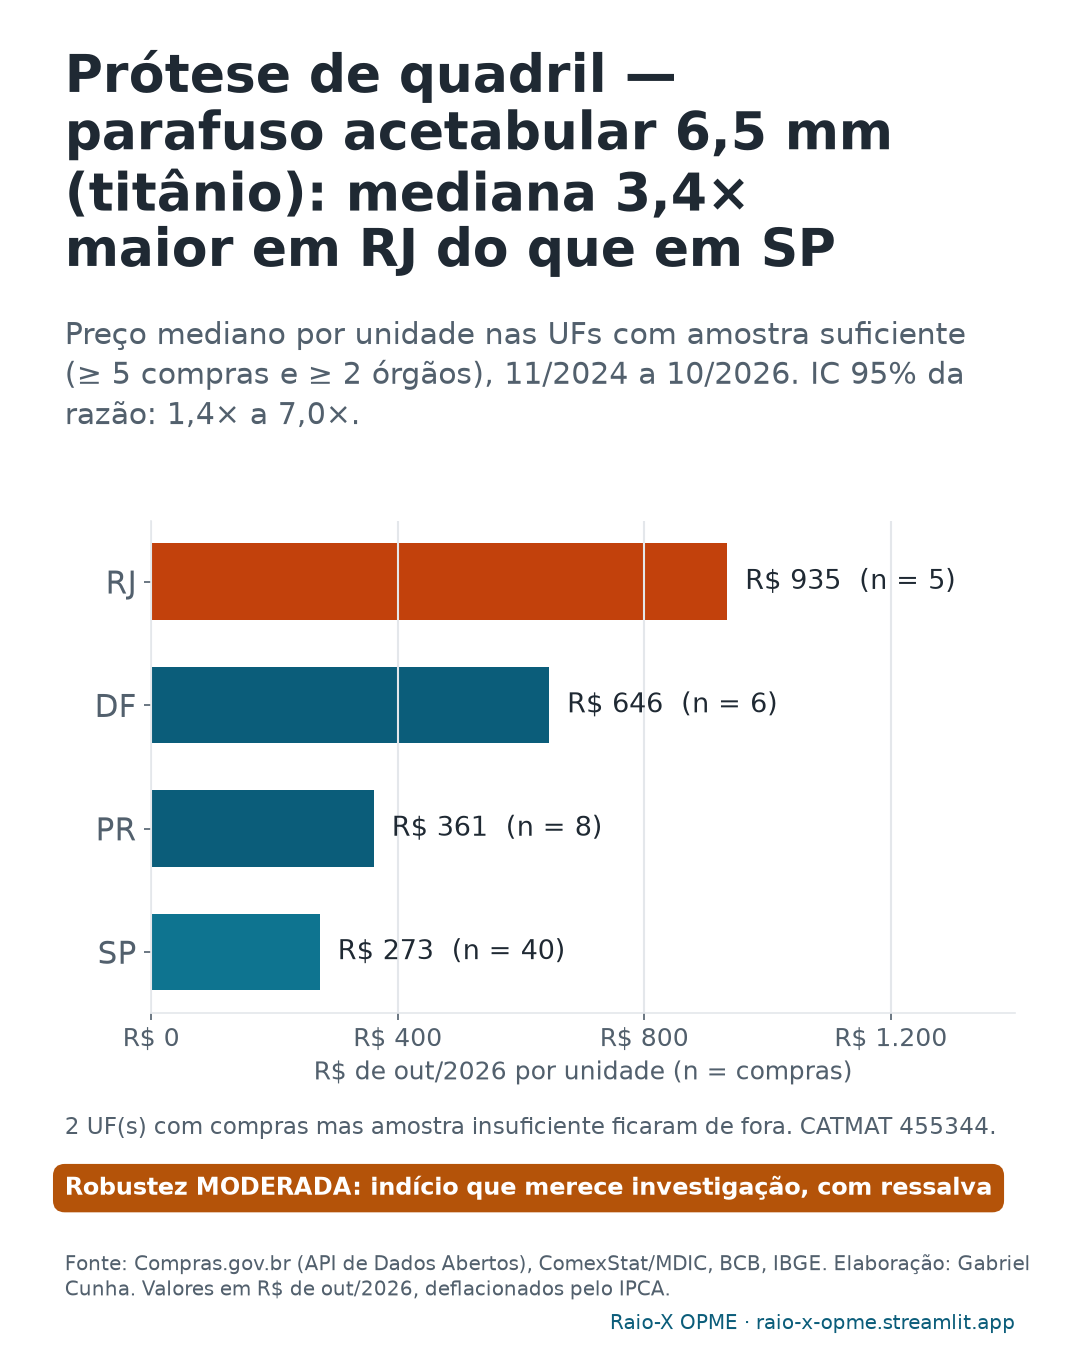 Prótese de quadril —
parafuso acetabular 6,5 mm
(titânio): mediana 3,4×
maior em RJ do que em SP
Preço mediano por unidade nas UFs com amostra suficiente
(≥ 5 compras e ≥ 2 órgãos), 11/2024 a 10/2026. IC 95% da
razão: 1,4× a 7,0×.
RJ R$ 935 (n = 5)
DF R$ 646 (n = 6)
PR R$ 361 (n = 8)
SP R$ 273 (n = 40)
R$ 0 R$ 400 R$ 800 R$ 1.200
R$ de out/2026 por unidade (n = compras)
2 UF(s) com compras mas amostra insuficiente ficaram de fora. CATMAT 455344.
Robustez MODERADA: indício que merece investigação, com ressalva
Fonte: Compras.gov.br (API de Dados Abertos), ComexStat/MDIC, BCB, IBGE. Elaboração: Gabriel
Cunha. Valores em R$ de out/2026, deflacionados pelo IPCA.
Raio-X OPME · raio-x-opme.streamlit.app